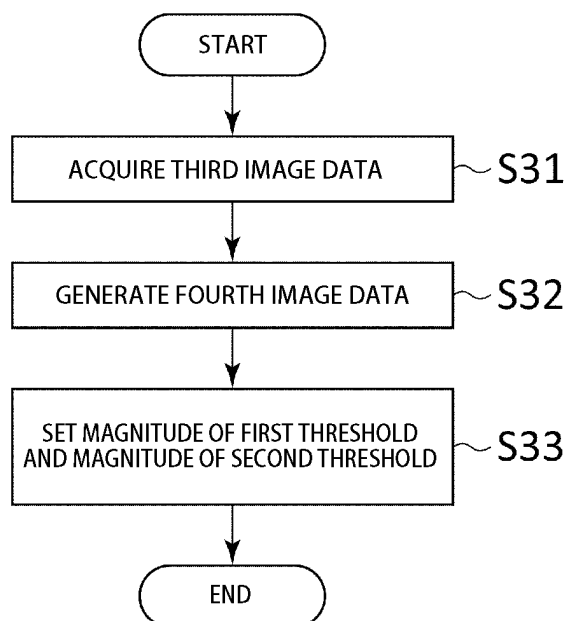 START
ACQUIRE THIRD IMAGE DATA
S31
GENERATE FOURTH IMAGE DATA
S32
SET MAGNITUDE OF FIRST THRESHOLD
AND MAGNITUDE OF SECOND THRESHOLD
S33
END